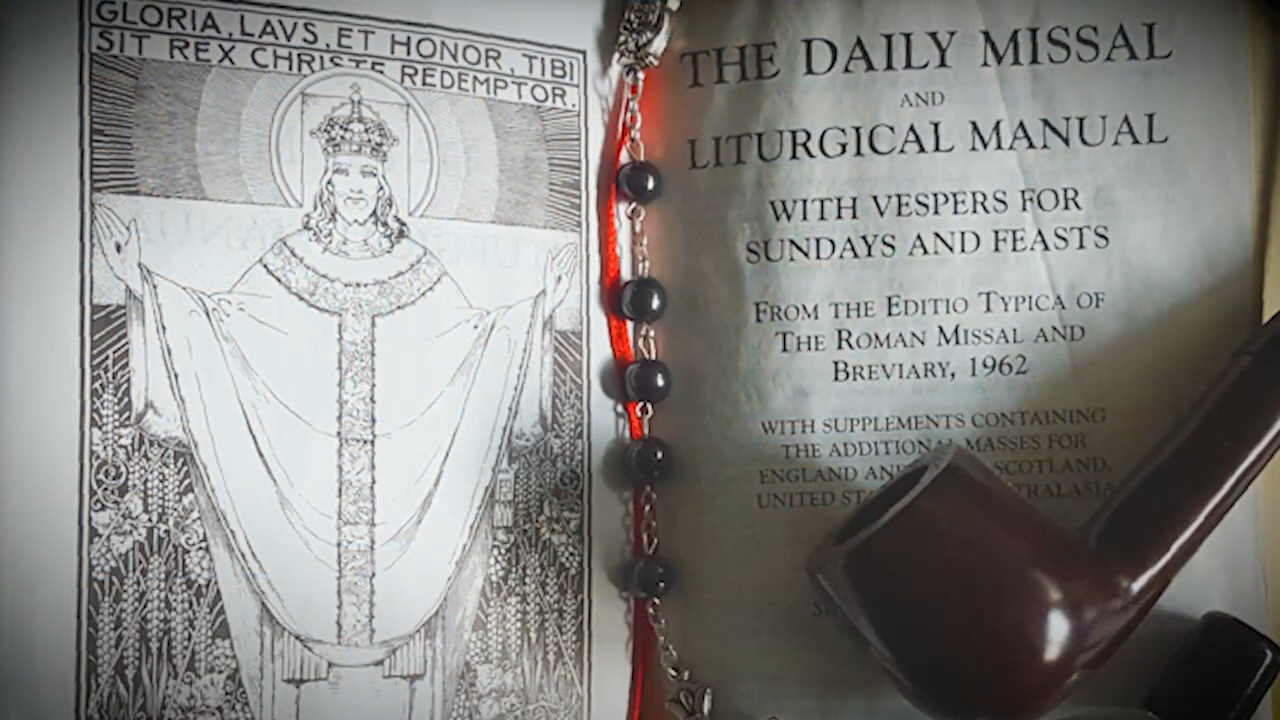 GLORIA, LAVS, ET HONOR, TIBI
SIT REX CHRISTE REDEMPTOR.
THE DAILY MISSAL
AND
LITURGICAL MANUAL
WITH VESPERS FOR
SUNDAYS AND FEASTS
FROM THE EDITIO TYPICA OF
THE ROMAN MISSAL AND
BREVIARY, 1962
WITH SUPPLEMENTS CONTAINING
THE ADDITIONAL MASSES FOR
ENGLAND SCOTLAND,
UNITED